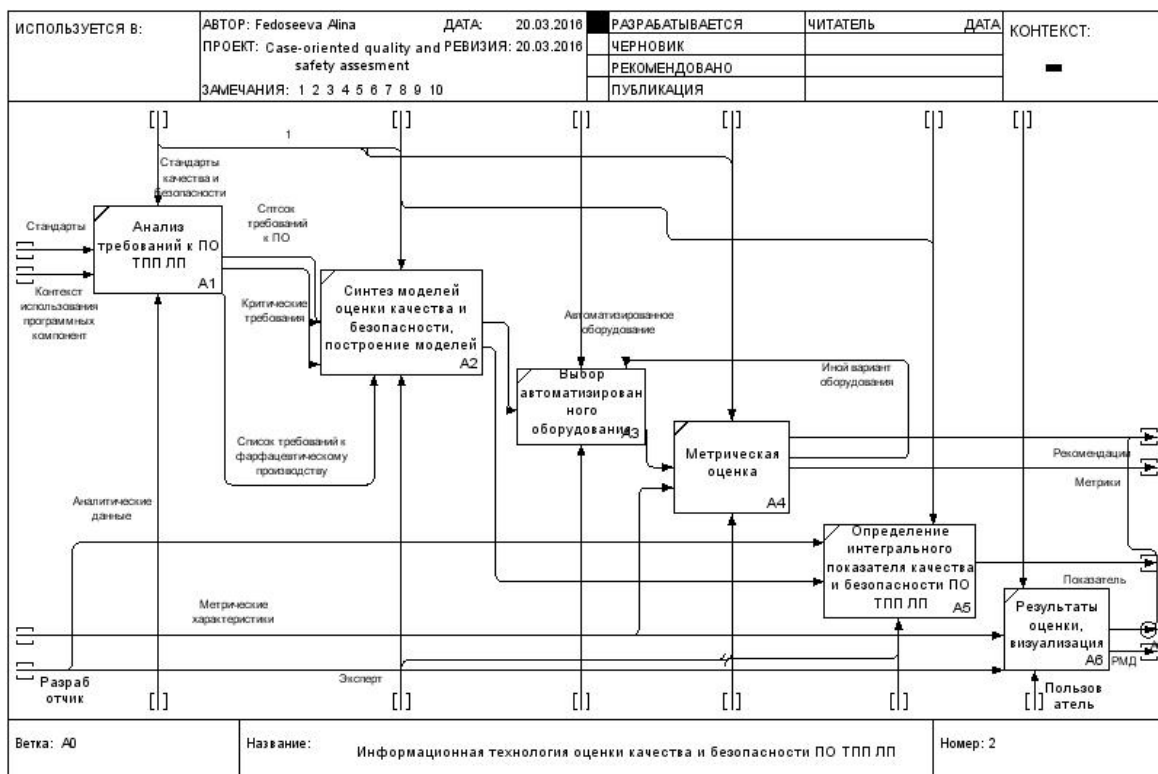 ИСПОЛЬЗУЕТСЯ В:
АВТОР: Fedoseeva Alina
ДАТА: 20.03.2016
ПРОЕКТ: Case-oriented quality and
safety assesment
РЕВИЗИЯ: 20.03.2016
ЗАМЕЧАНИЯ: 1 2 3 4 5 6 7 8 9 10
РАЗРАБАТЫВАЕТСЯ
ЧЕРНОВИК
РЕКОМЕНДОВАНО
ПУБЛИКАЦИЯ
ЧИТАТЕЛЬ
ДАТА
КОНТЕКСТ:
1
Стандарты
качества и
безопасности
Стандарты
Контекст
использования
программных
компонент
Анализ
требований к ПО
ТПП ЛП
A1
Сптсок
требований
к ПО
Критические
требования
Синтез моделей
оценки качества и
безопасности,
построение моделей
A2
Автоматизированное
оборудование
Выбор
автоматизирован
ного
оборудования
A3
Иной вариант
оборудования
Список требований к
фарфацевтическому
производству
Аналитические
данные
Метрическая
оценка
A4
Рекомендации
Метрики
Определение
интегрального
показателя качества
и безопасности ПО
ТПП ЛП
A5
Показатель
Метрические
характеристики
Результаты
оценки,
визуализация
A6
РМД
Эксперт
Разраб
отчик
Пользов
атель
Ветка: A0
Название:
Информационная технология оценки качества и безопасности ПО ТПП ЛП
Номер: 2